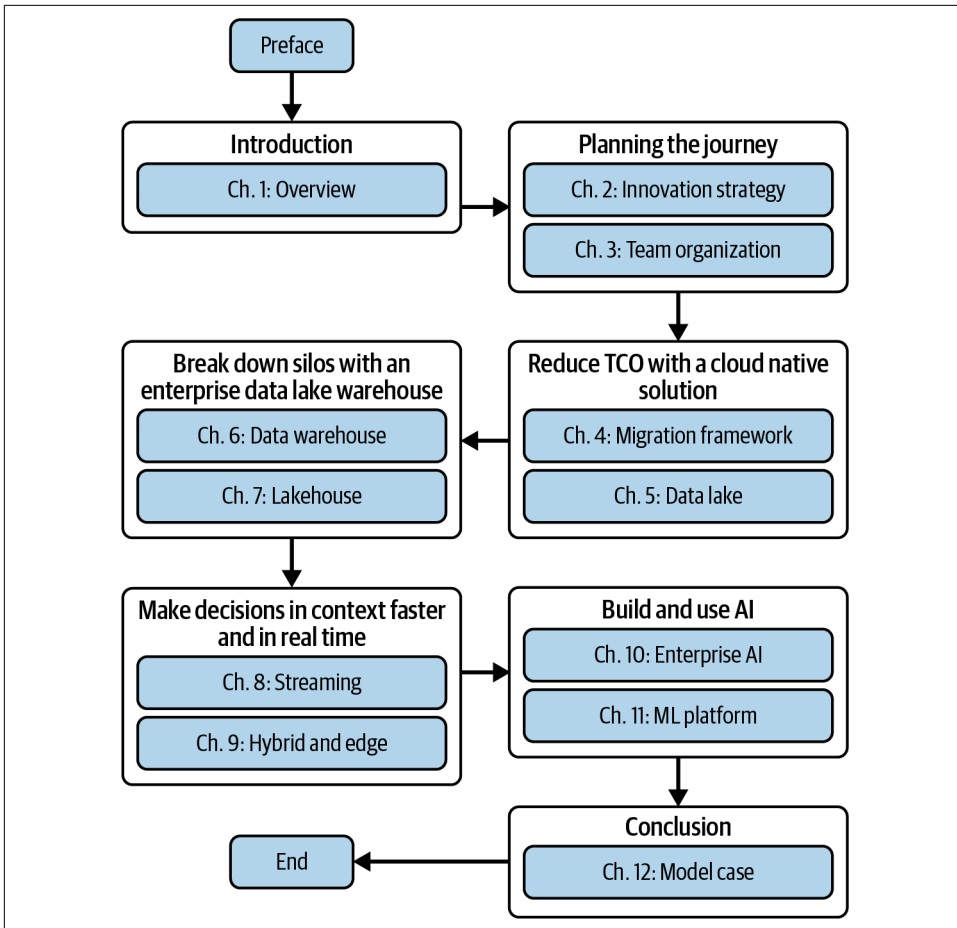 Preface
Introduction
Ch. 1: Overview
Planning the journey
Ch. 2: Innovation strategy
Ch. 3: Team organization
Reduce TCO with a cloud native
solution
Ch. 4: Migration framework
Ch. 5: Data lake
Break down silos with an
enterprise data lake warehouse
Ch. 6: Data warehouse
Ch. 7: Lakehouse
Make decisions in context faster
and in real time
Ch. 8: Streaming
Ch. 9: Hybrid and edge
Build and use AI
Ch. 10: Enterprise AI
Ch. 11: ML platform
Conclusion
Ch. 12: Model case
End